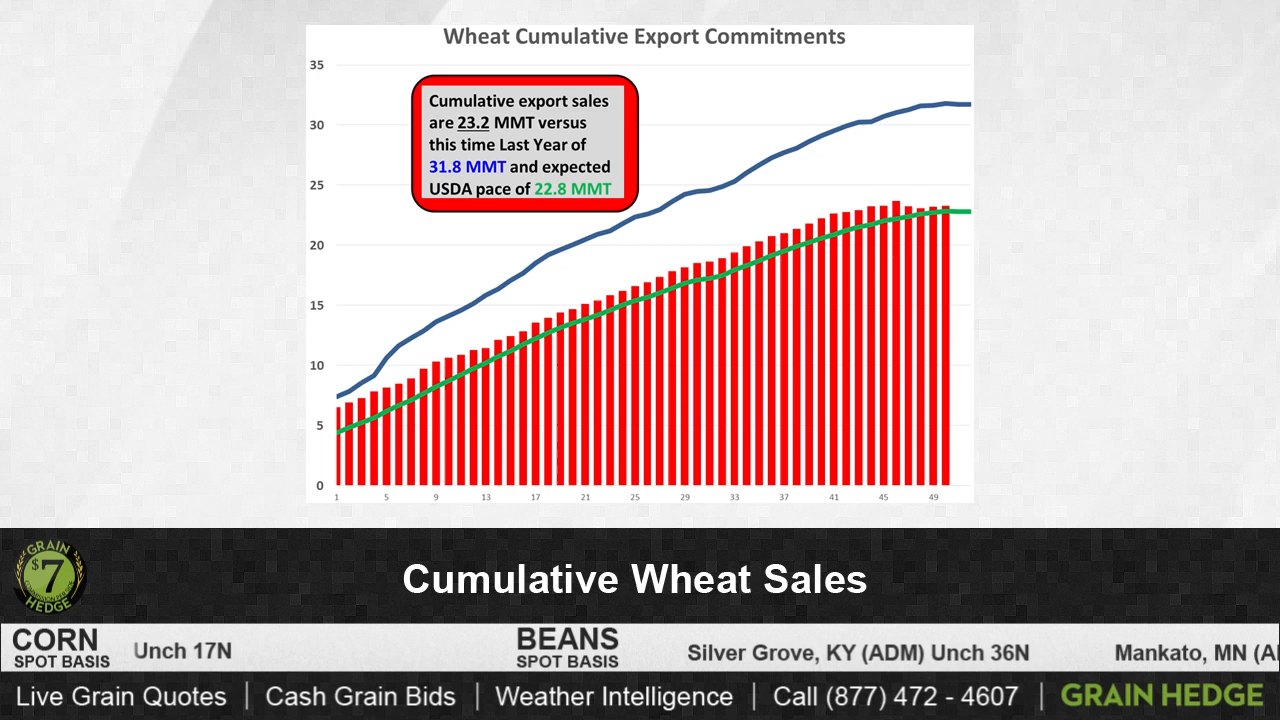 Wheat Cumulative Export Commitments
35
30
25
20
15
10
5
0
Cumulative export sales
are 23.2 MMT versus
this time Last Year of
31.8 MMT and expected
USDA pace of 22.8 MMT
1 5 9 13 17 21 25 29 33 37 41 45 49
GRAIN
$7
HEDGE
Cumulative Wheat Sales
CORN
SPOT BASIS
Unch 17N
BEANS
SPOT BASIS
Silver Grove, KY (ADM) Unch 36N
Mankato, MN (A
Live Grain Quotes | Cash Grain Bids | Weather Intelligence | Call (877) 472 - 4607 | GRAIN HEDGE